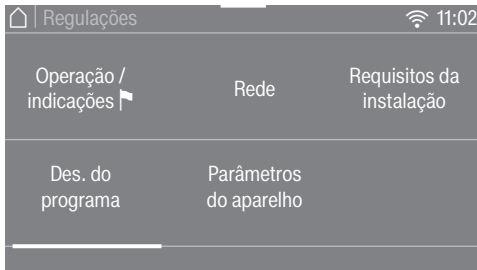 Regulações 11:02
Operação /
indicações
Rede
Requisitos da
instalação
Des. do
programa
Parâmetros
do aparelho